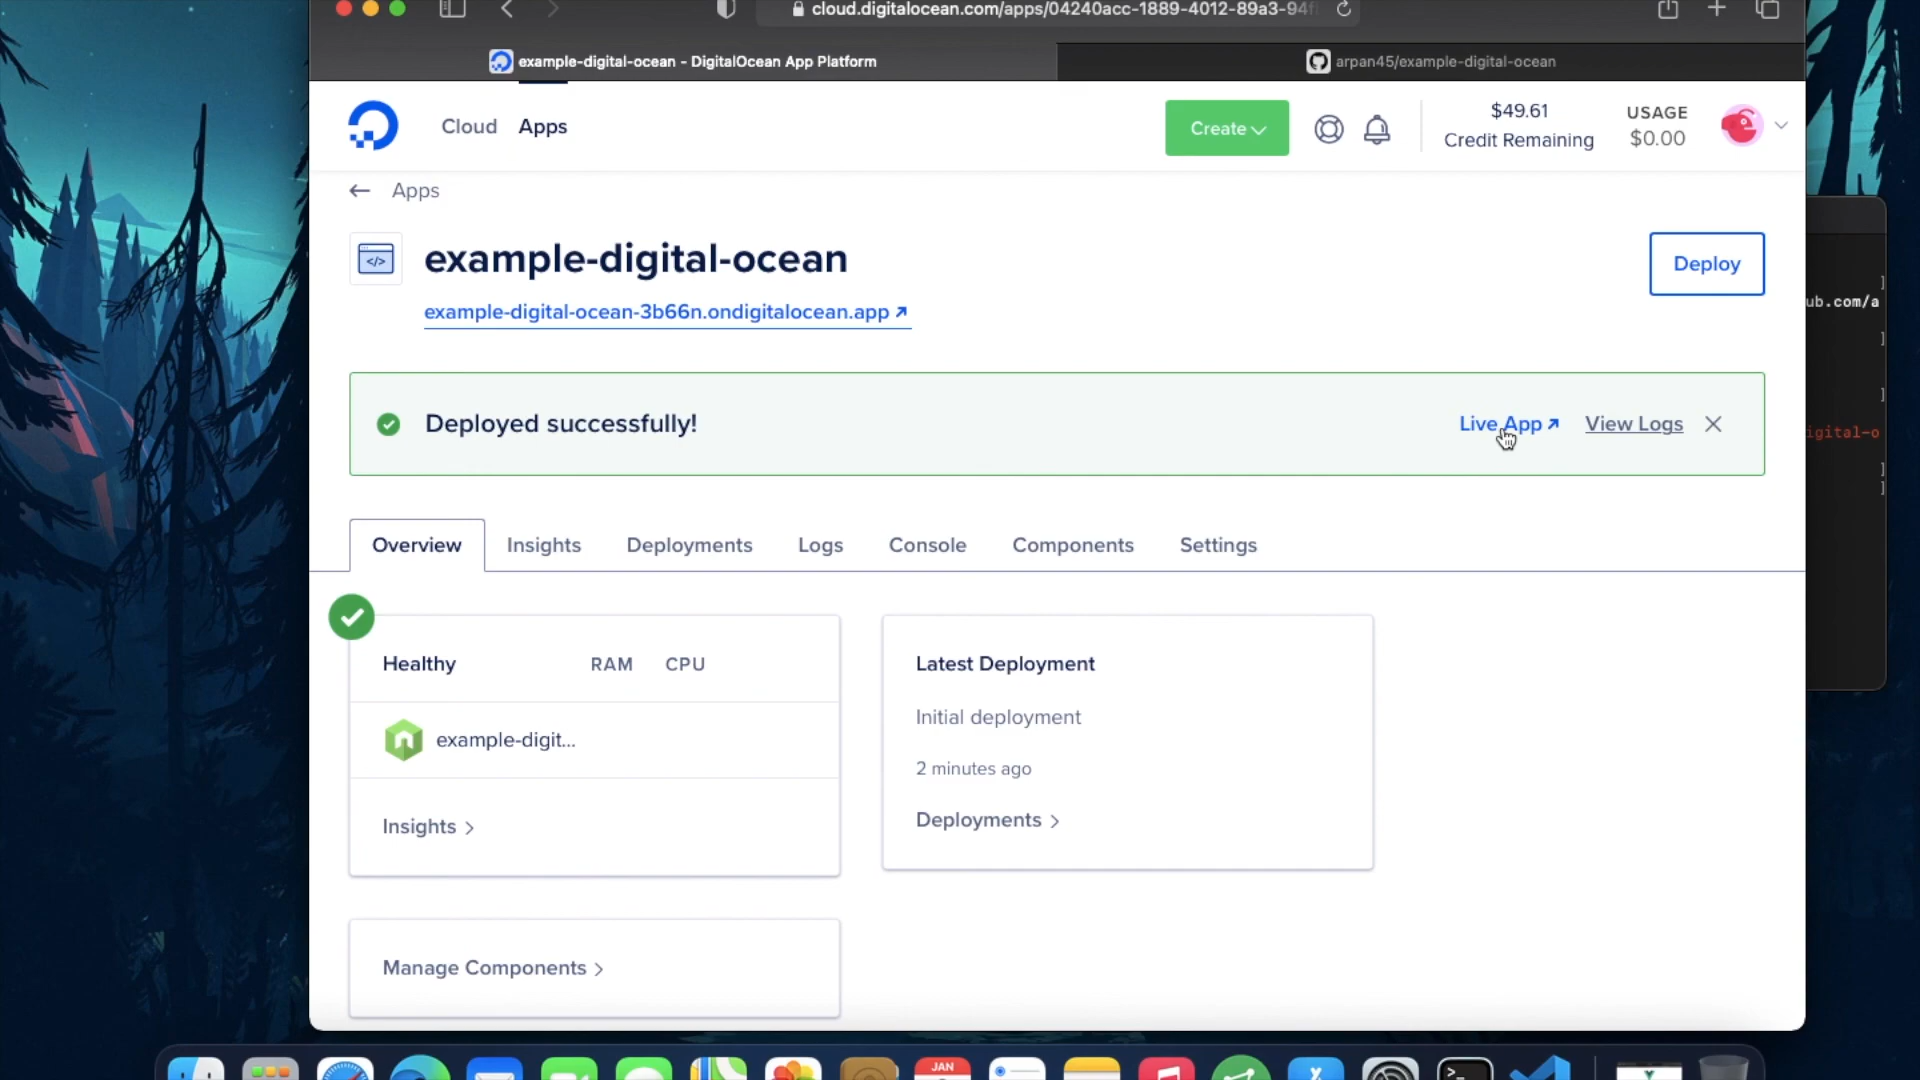 cloud.digitalocean.com/apps/04240acc-1889-4012-89a3-94f
example-digital-ocean - DigitalOcean App Platform
arpan45/example-digital-ocean
Cloud
Apps
Create
$49.61
Credit Remaining
USAGE
$0.00
Apps
</>
example-digital-ocean
Deploy
example-digital-ocean-3b66n.ondigitalocean.app
ub.com/a
]
]
]
igital-o
]
]
Deployed successfully!
Live App
View Logs
Overview
Insights
Deployments
Logs
Console
Components
Settings
Healthy
RAM
CPU
example-digit...
Insights >
Latest Deployment
Initial deployment
2 minutes ago
Deployments >
Manage Components >
JAN